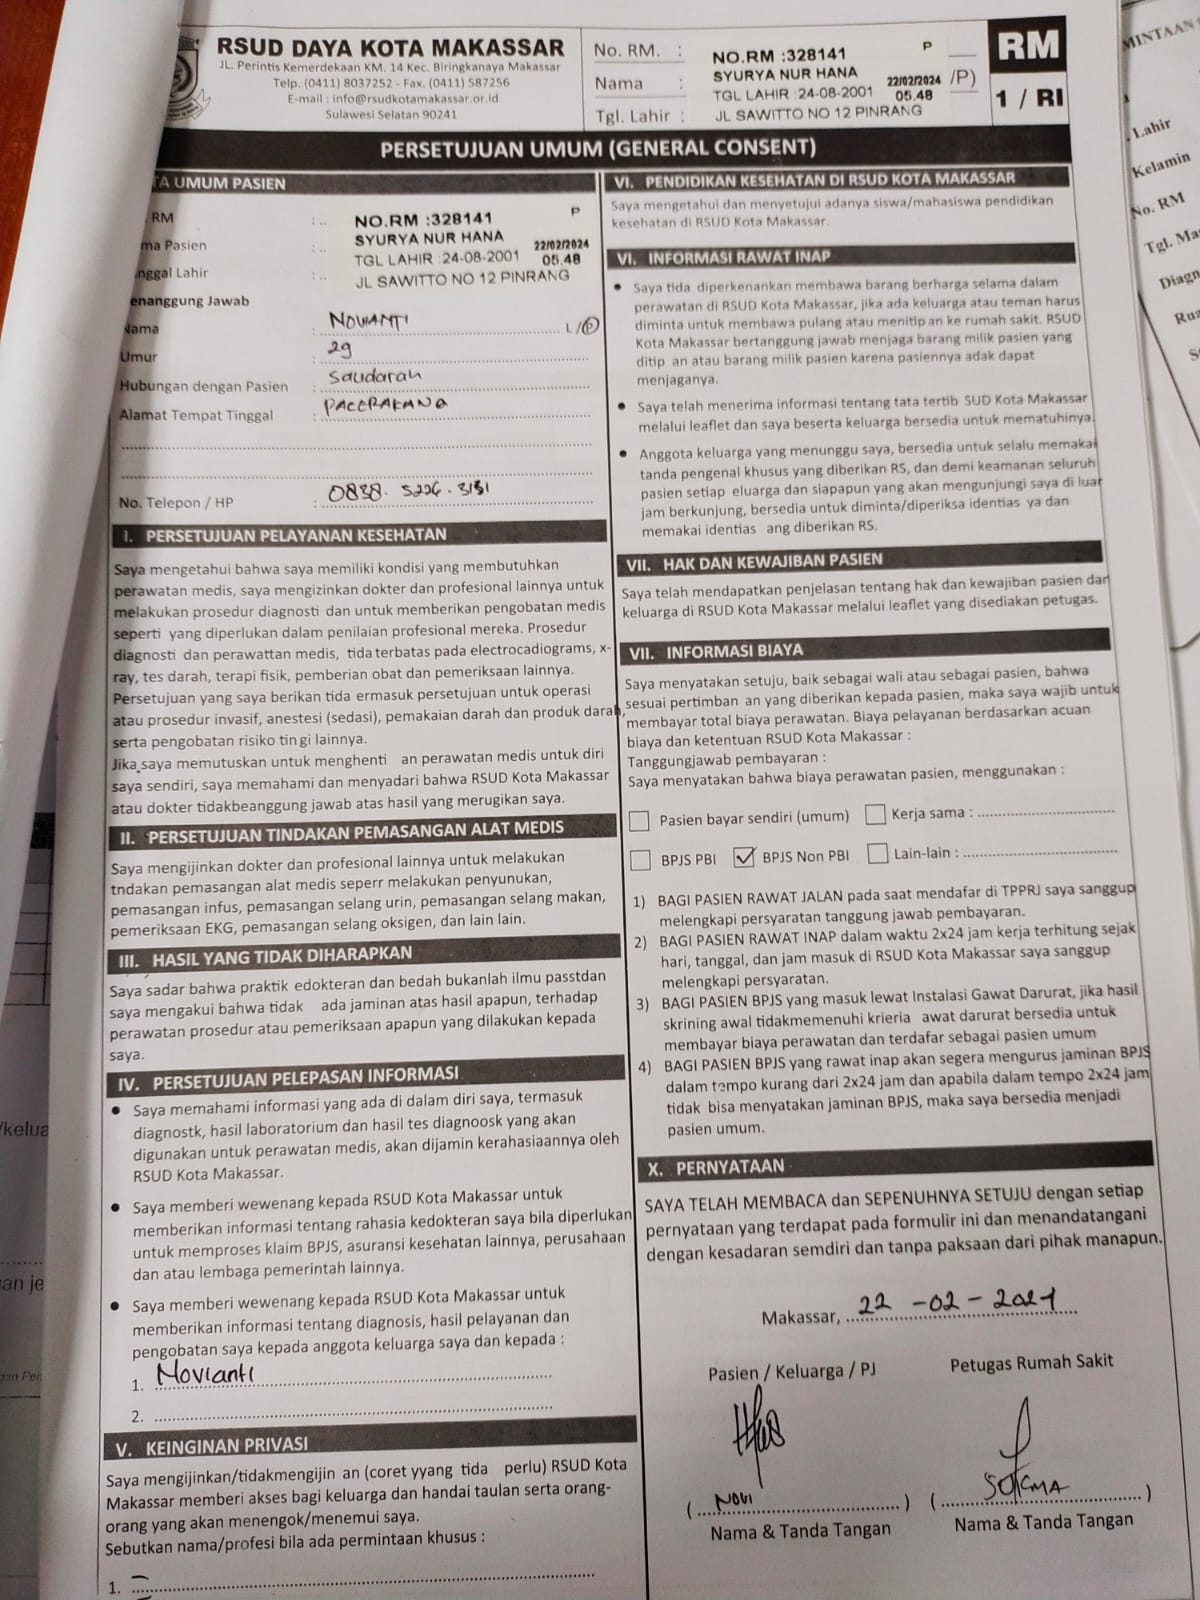 RSUD DAYA KOTA MAKASSAR
JL. Perintis Kemerdekaan KM. 14 Kec. Biringkanaya Makassar
Telp. (0411) 8037252 - Fax. (0411) 587256
E-mail : info@rsudkotamakassar.or.id
Sulawesi Selatan 90241
No. RM. :
Nama :
Tgl. Lahir :
NO.RM :328141 P
SYURYA NUR HANA 22/02/2024 /P)
TGL LAHIR :24-08-2001 05.48
JL SAWITTO NO 12 PINRANG
RM
1 / RI
PERSETUJUAN UMUM (GENERAL CONSENT)
TA UMUM PASIEN
RM :
ma Pasien :
nggal Lahir :
NO.RM :328141 P
SYURYA NUR HANA 22/02/2024
TGL LAHIR :24-08-2001 05.48
JL SAWITTO NO 12 PINRANG
enanggung Jawab
Nama : NOVIANTI L/P
Umur : 29
Hubungan dengan Pasien : Saudarah
Alamat Tempat Tinggal : PACERAKANG
No. Telepon / HP : 0838. 5226. 3131
I. PERSETUJUAN PELAYANAN KESEHATAN
Saya mengetahui bahwa saya memiliki kondisi yang membutuhkan
perawatan medis, saya mengizinkan dokter dan profesional lainnya untuk
melakukan prosedur diagnosti dan untuk memberikan pengobatan medis
seperti yang diperlukan dalam penilaian profesional mereka. Prosedur
diagnosti dan perawattan medis, tida terbatas pada electrocadiograms, x-
ray, tes darah, terapi fisik, pemberian obat dan pemeriksaan lainnya.
Persetujuan yang saya berikan tida ermasuk persetujuan untuk operasi
atau prosedur invasif, anestesi (sedasi), pemakaian darah dan produk darah,
serta pengobatan risiko tin gi lainnya.
Jika saya memutuskan untuk menghenti an perawatan medis untuk diri
saya sendiri, saya memahami dan menyadari bahwa RSUD Kota Makassar
atau dokter tidakbeanggung jawab atas hasil yang merugikan saya.
II. PERSETUJUAN TINDAKAN PEMASANGAN ALAT MEDIS
Saya mengijinkan dokter dan profesional lainnya untuk melakukan
tndakan pemasangan alat medis seperr melakukan penyunukan,
pemasangan infus, pemasangan selang urin, pemasangan selang makan,
pemeriksaan EKG, pemasangan selang oksigen, dan lain lain.
III. HASIL YANG TIDAK DIHARAPKAN
Saya sadar bahwa praktik edokteran dan bedah bukanlah ilmu passtdan
saya mengakui bahwa tidak ada jaminan atas hasil apapun, terhadap
perawatan prosedur atau pemeriksaan apapun yang dilakukan kepada
saya.
IV. PERSETUJUAN PELEPASAN INFORMASI
• Saya memahami informasi yang ada di dalam diri saya, termasuk
diagnostk, hasil laboratorium dan hasil tes diagnoosk yang akan
digunakan untuk perawatan medis, akan dijamin kerahasiaannya oleh
RSUD Kota Makassar.
• Saya memberi wewenang kepada RSUD Kota Makassar untuk
memberikan informasi tentang rahasia kedokteran saya bila diperlukan
untuk memproses klaim BPJS, asuransi kesehatan lainnya, perusahaan
dan atau lembaga pemerintah lainnya.
• Saya memberi wewenang kepada RSUD Kota Makassar untuk
memberikan informasi tentang diagnosis, hasil pelayanan dan
pengobatan saya kepada anggota keluarga saya dan kepada :
1. Novianti
2.
V. KEINGINAN PRIVASI
Saya mengijinkan/tidakmengijin an (coret yyang tida perlu) RSUD Kota
Makassar memberi akses bagi keluarga dan handai taulan serta orang-
orang yang akan menengok/menemui saya.
Sebutkan nama/profesi bila ada permintaan khusus :
1.
VI. PENDIDIKAN KESEHATAN DI RSUD KOTA MAKASSAR
Saya mengetahui dan menyetujui adanya siswa/mahasiswa pendidikan
kesehatan di RSUD Kota Makassar.
VI. INFORMASI RAWAT INAP
• Saya tida diperkenankan membawa barang berharga selama dalam
perawatan di RSUD Kota Makassar, jika ada keluarga atau teman harus
diminta untuk membawa pulang atau menitip an ke rumah sakit. RSUD
Kota Makassar bertanggung jawab menjaga barang milik pasien yang
ditip an atau barang milik pasien karena pasiennya adak dapat
menjaganya.
• Saya telah menerima informasi tentang tata tertib SUD Kota Makassar
melalui leaflet dan saya beserta keluarga bersedia untuk mematuhinya.
• Anggota keluarga yang menunggu saya, bersedia untuk selalu memakai
tanda pengenal khusus yang diberikan RS, dan demi keamanan seluruh
pasien setiap eluarga dan siapapun yang akan mengunjungi saya di luar
jam berkunjung, bersedia untuk diminta/diperiksa identias ya dan
memakai identias ang diberikan RS.
VII. HAK DAN KEWAJIBAN PASIEN
Saya telah mendapatkan penjelasan tentang hak dan kewajiban pasien dan
keluarga di RSUD Kota Makassar melalui leaflet yang disediakan petugas.
VII. INFORMASI BIAYA
Saya menyatakan setuju, baik sebagai wali atau sebagai pasien, bahwa
sesuai pertimban an yang diberikan kepada pasien, maka saya wajib untuk
membayar total biaya perawatan. Biaya pelayanan berdasarkan acuan
biaya dan ketentuan RSUD Kota Makassar :
Tanggungjawab pembayaran :
Saya menyatakan bahwa biaya perawatan pasien, menggunakan :
Pasien bayar sendiri (umum) Kerja sama :
BPJS PBI ✓ BPJS Non PBI Lain-lain :
1) BAGI PASIEN RAWAT JALAN pada saat mendafar di TPPRJ saya sanggup
melengkapi persyaratan tanggung jawab pembayaran.
2) BAGI PASIEN RAWAT INAP dalam waktu 2x24 jam kerja terhitung sejak
hari, tanggal, dan jam masuk di RSUD Kota Makassar saya sanggup
melengkapi persyaratan.
3) BAGI PASIEN BPJS yang masuk lewat Instalasi Gawat Darurat, jika hasil
skrining awal tidakmemenuhi krieria awat darurat bersedia untuk
membayar biaya perawatan dan terdafar sebagai pasien umum
4) BAGI PASIEN BPJS yang rawat inap akan segera mengurus jaminan BPJS
dalam tempo kurang dari 2x24 jam dan apabila dalam tempo 2x24 jam
tidak bisa menyatakan jaminan BPJS, maka saya bersedia menjadi
pasien umum.
X. PERNYATAAN
SAYA TELAH MEMBACA dan SEPENUHNYA SETUJU dengan setiap
pernyataan yang terdapat pada formulir ini dan menandatangani
dengan kesadaran semdiri dan tanpa paksaan dari pihak manapun.
Makassar, 22 - 02 - 2024
Pasien / Keluarga / PJ Petugas Rumah Sakit
( Novi ) ( )
Nama & Tanda Tangan Nama & Tanda Tangan
MINTAAN
Lahir
Kelamin
No. RM
Tgl. Ma
Diagn
Rua
/kelua
an je